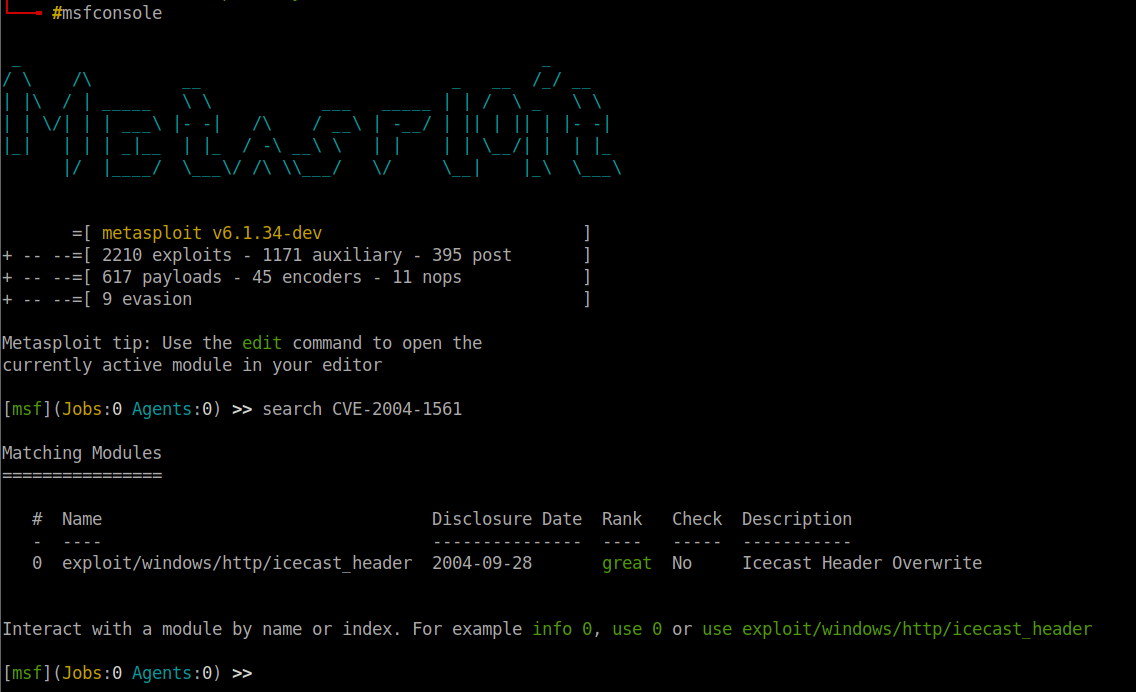 #msfconsole
METASPLOIT
=[ metasploit v6.1.34-dev ]
+ -- --=[ 2210 exploits - 1171 auxiliary - 395 post ]
+ -- --=[ 617 payloads - 45 encoders - 11 nops ]
+ -- --=[ 9 evasion ]
Metasploit tip: Use the edit command to open the
currently active module in your editor
[msf](Jobs:0 Agents:0) >> search CVE-2004-1561
Matching Modules
================
# Name Disclosure Date Rank Check Description
- ---- --------------- ---- ----- -----------
0 exploit/windows/http/icecast_header 2004-09-28 great No Icecast Header Overwrite
Interact with a module by name or index. For example info 0, use 0 or use exploit/windows/http/icecast_header
[msf](Jobs:0 Agents:0) >>